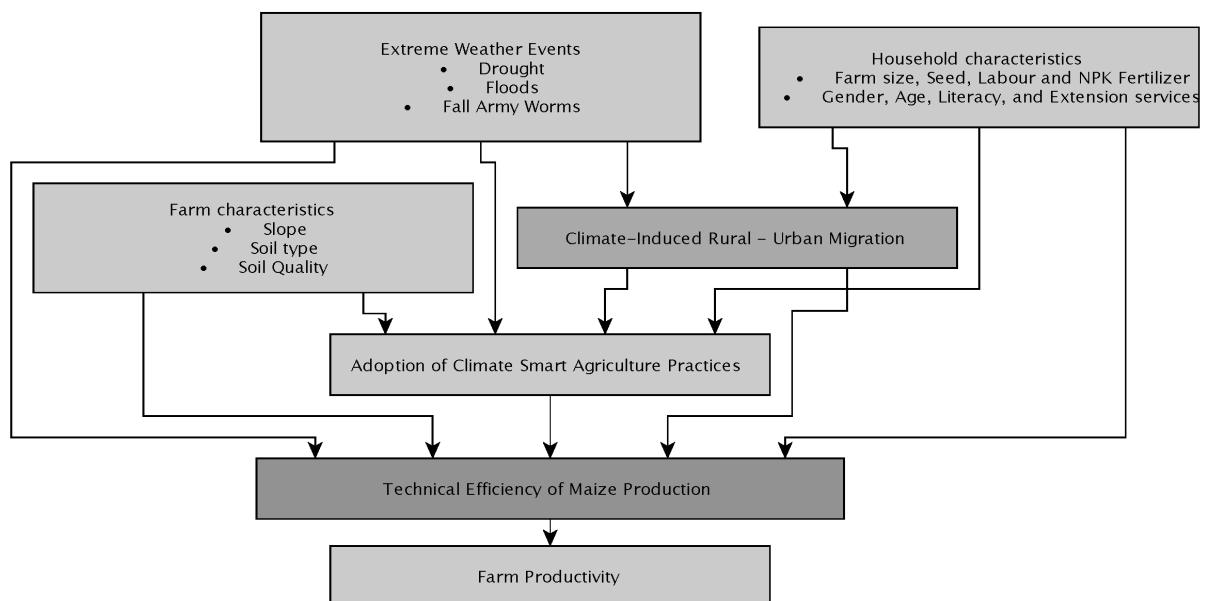 Extreme Weather Events
• Drought
• Floods
• Fall Army Worms
Household characteristics
• Farm size, Seed, Labour and NPK Fertilizer
• Gender, Age, Literacy, and Extension services
Farm characteristics
• Slope
• Soil type
• Soil Quality
Climate-Induced Rural - Urban Migration
Adoption of Climate Smart Agriculture Practices
Technical Efficiency of Maize Production
Farm Productivity